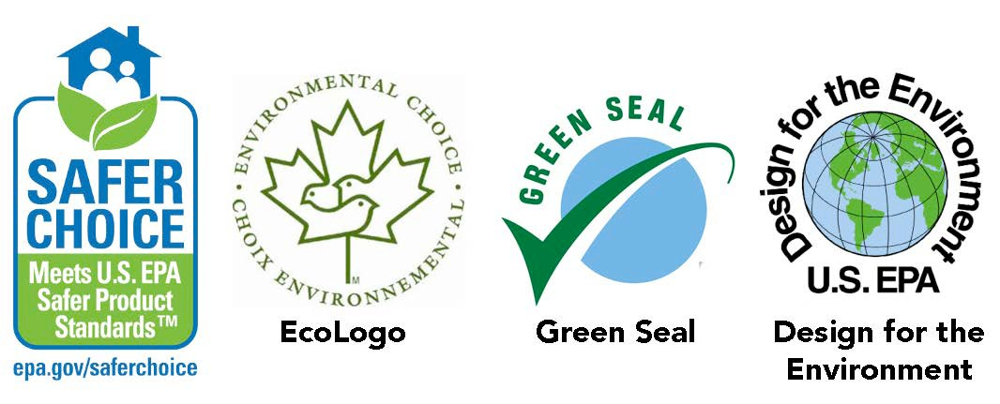 SAFER
CHOICE
Meets U.S. EPA
Safer Product
Standards™
epa.gov/saferchoice
· ENVIRONMENTAL CHOICE ·
CHOIX ENVIRONNEMENTAL
M
EcoLogo
GREEN SEAL
Green Seal
Design for the Environment
U.S. EPA
Design for the
Environment